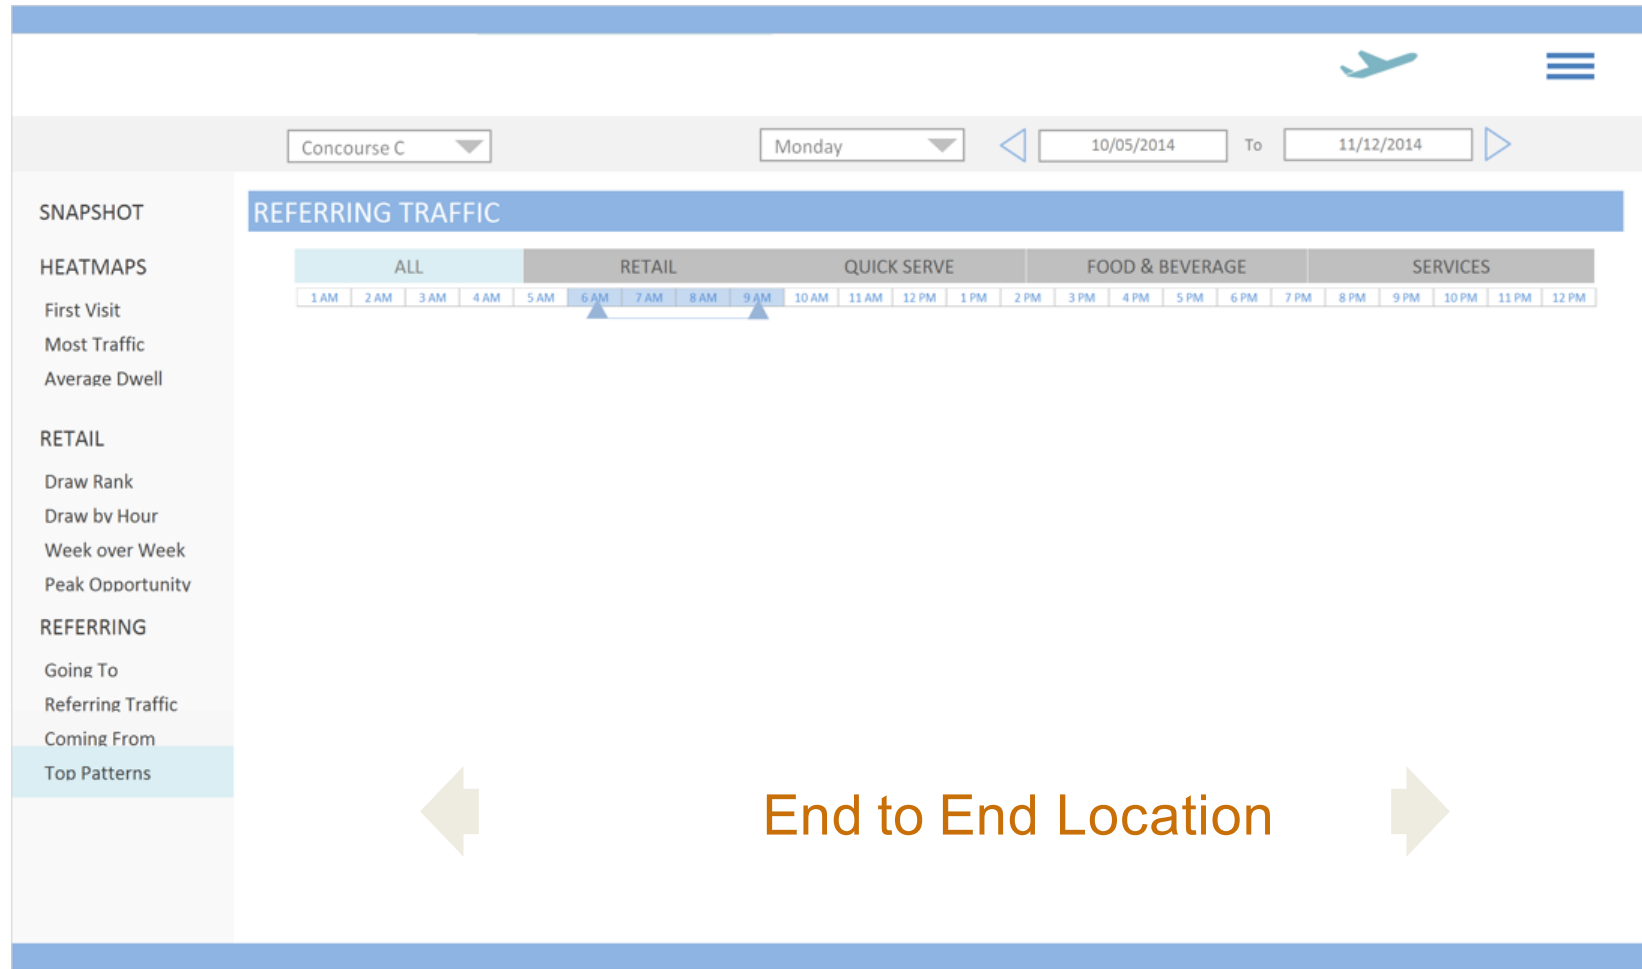 Concourse C Monday 10/05/2014 To 11/12/2014
SNAPSHOT
HEATMAPS
First Visit
Most Traffic
Average Dwell
RETAIL
Draw Rank
Draw by Hour
Week over Week
Peak Opportunity
REFERRING
Going To
Referring Traffic
Coming From
Top Patterns
REFERRING TRAFFIC
ALL RETAIL QUICK SERVE FOOD & BEVERAGE SERVICES
1 AM 2 AM 3 AM 4 AM 5 AM 6 AM 7 AM 8 AM 9 AM 10 AM 11 AM 12 PM 1 PM 2 PM 3 PM 4 PM 5 PM 6 PM 7 PM 8 PM 9 PM 10 PM 11 PM 12 PM
End to End Location